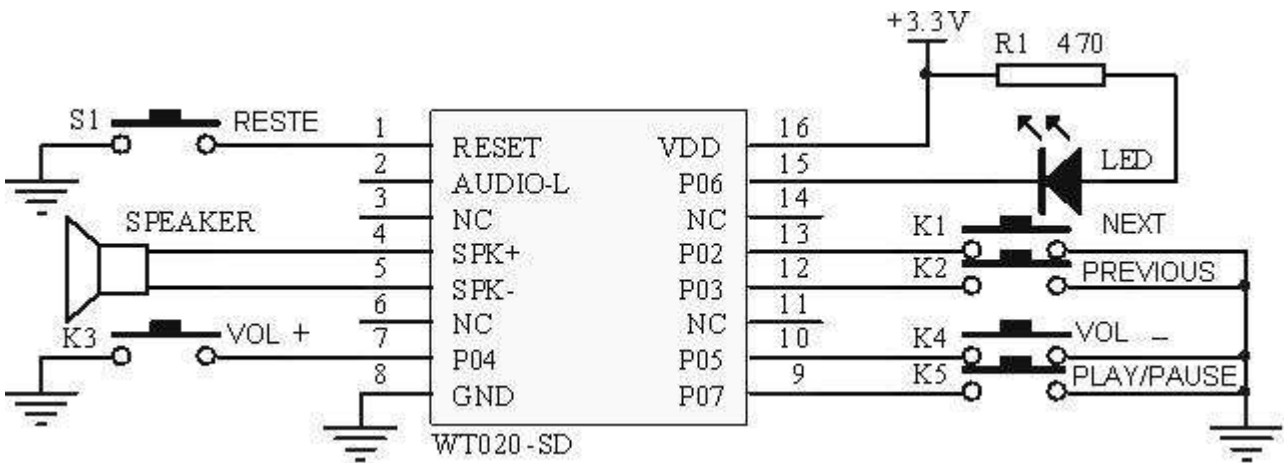 +3.3V
R1 470
S1 RESTE 1 RESET VDD 16
2 AUDIO-L P06 15 LED
3 NC NC 14
SPEAKER 4 SPK+ P02 13 K1 NEXT
5 SPK- P03 12 K2 PREVIOUS
6 NC NC 11
K3 VOL + 7 P04 P05 10 K4 VOL -
8 GND P07 9 K5 PLAY/PAUSE
WT020-SD